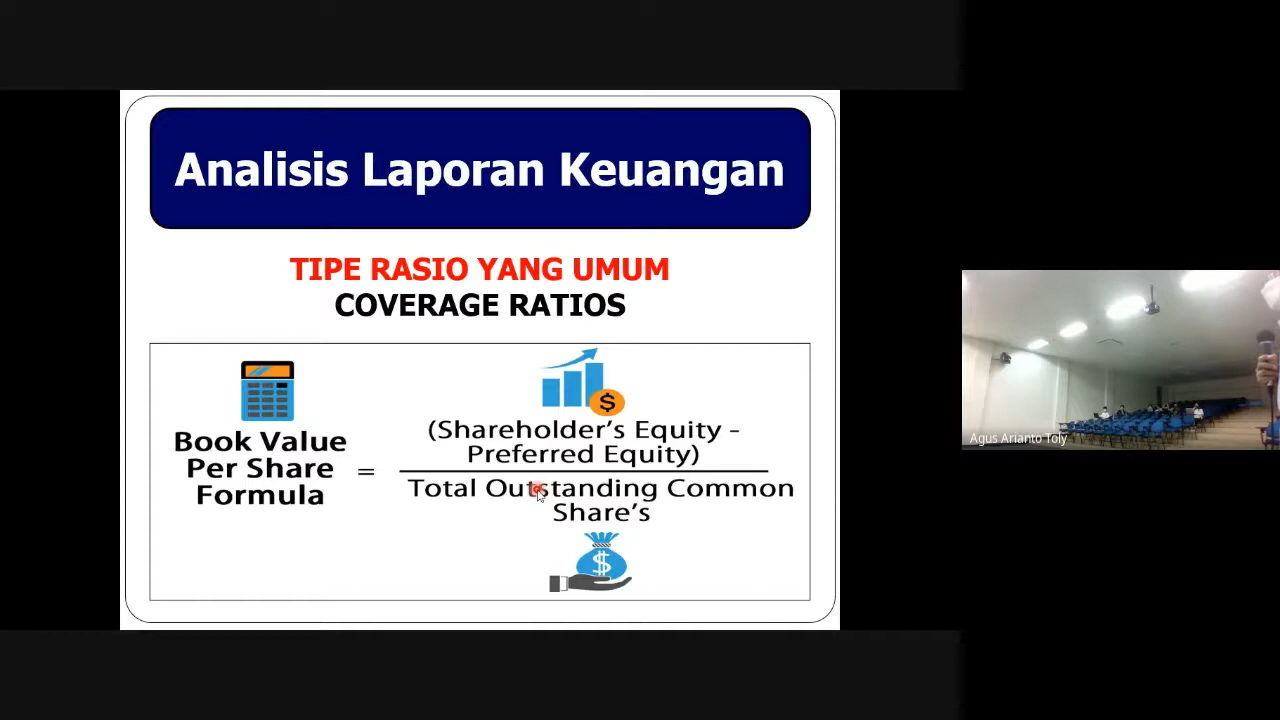 Analisis Laporan Keuangan
TIPE RASIO YANG UMUM
COVERAGE RATIOS
Book Value
Per Share
Formula
=
$
(Shareholder's Equity -
Preferred Equity)
Total Outstanding Common
Share's
$
Agus Arianto Toly